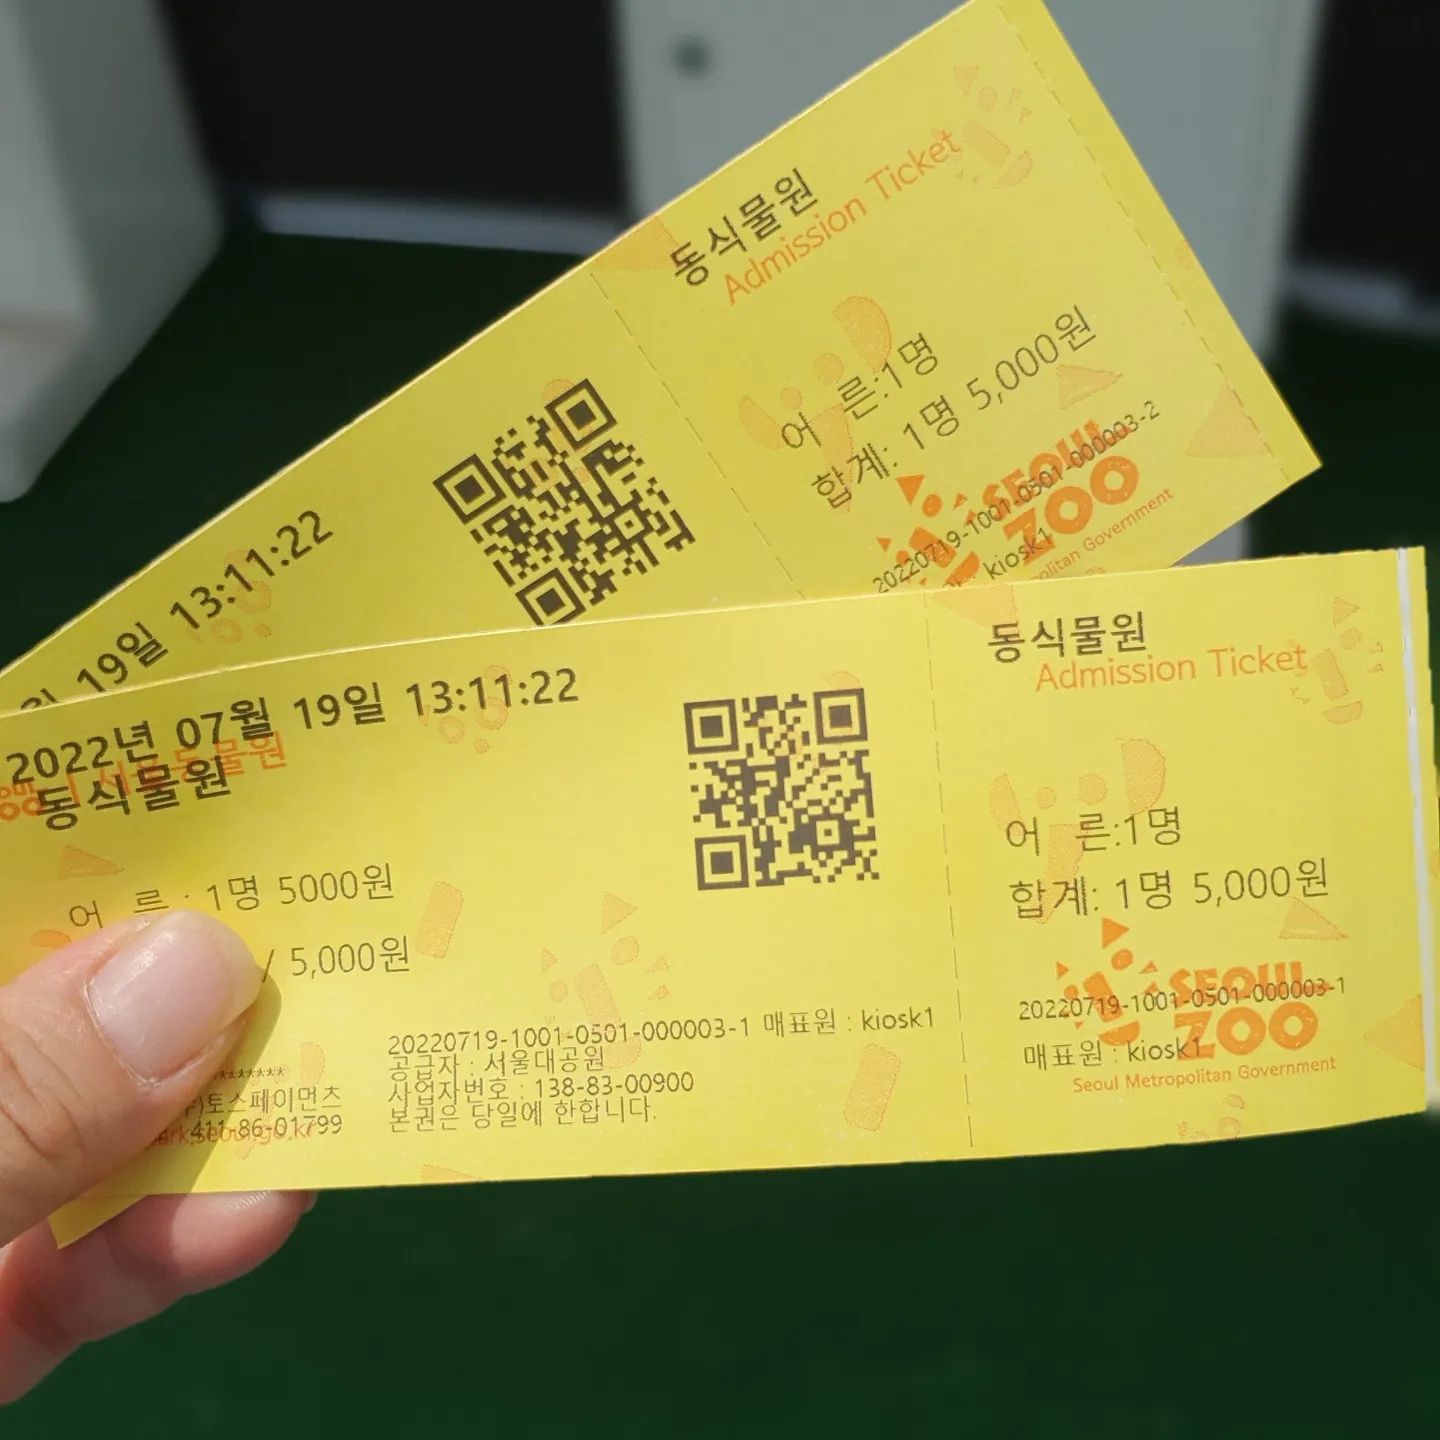 동식물원
Admission Ticket
어 른:1명
합계: 1명 5,000원
SEOUL
ZOO
20220719-1001-0501-000003-2
kiosk1
Government
19일 13:11:22
2022년 07월 19일 13:11:22
동식물원
어 른 : 1명 5000원
/ 5,000원
20220719-1001-0501-000003-1 매표원 : kiosk1
공급자 : 서울대공원
사업자번호 : 138-83-00900
본권은 당일에 한합니다.
********
)토스페이먼츠
411-86-01799
동식물원
Admission Ticket
어 른:1명
합계: 1명 5,000원
SEOUL
ZOO
20220719-1001-0501-000003-1
매표원 : kiosk1
Seoul Metropolitan Government